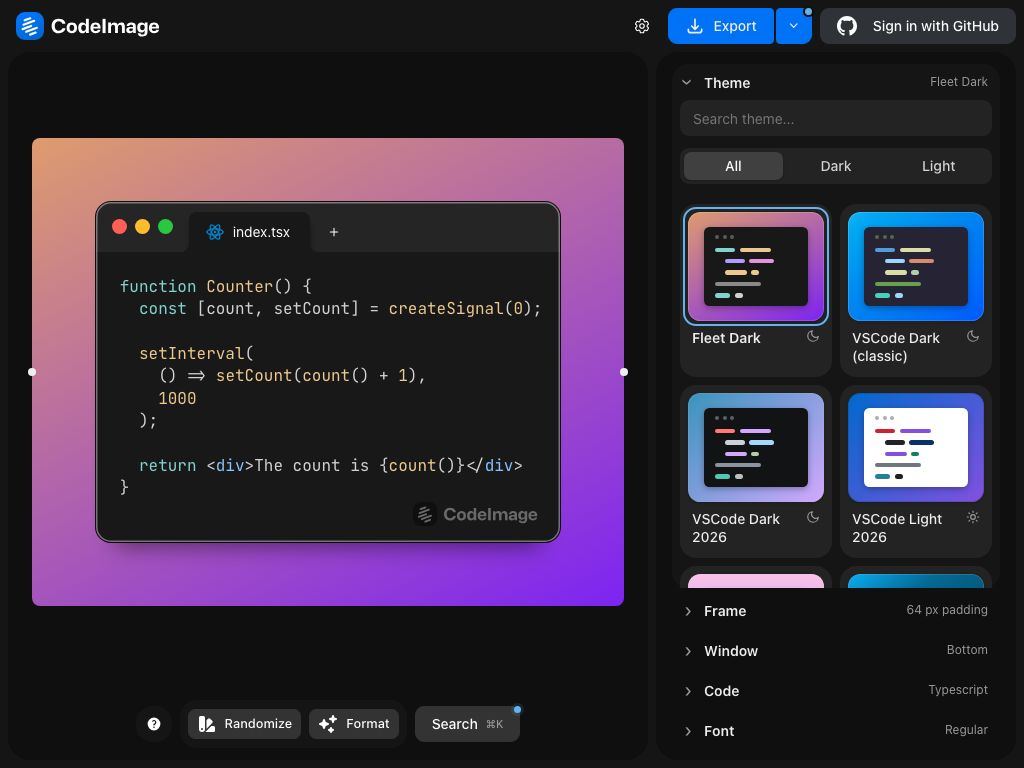 CodeImage
Export
Sign in with GitHub
index.tsx
+
function Counter() {
const [count, setCount] = createSignal(0);
setInterval(
() => setCount(count() + 1),
1000
);
return <div>The count is {count()}</div>
}
CodeImage
?
Randomize
Format
Search ⌘K
Theme
Fleet Dark
Search theme...
All
Dark
Light
Fleet Dark
VSCode Dark
(classic)
VSCode Dark
2026
VSCode Light
2026
Frame
64 px padding
Window
Bottom
Code
Typescript
Font
Regular